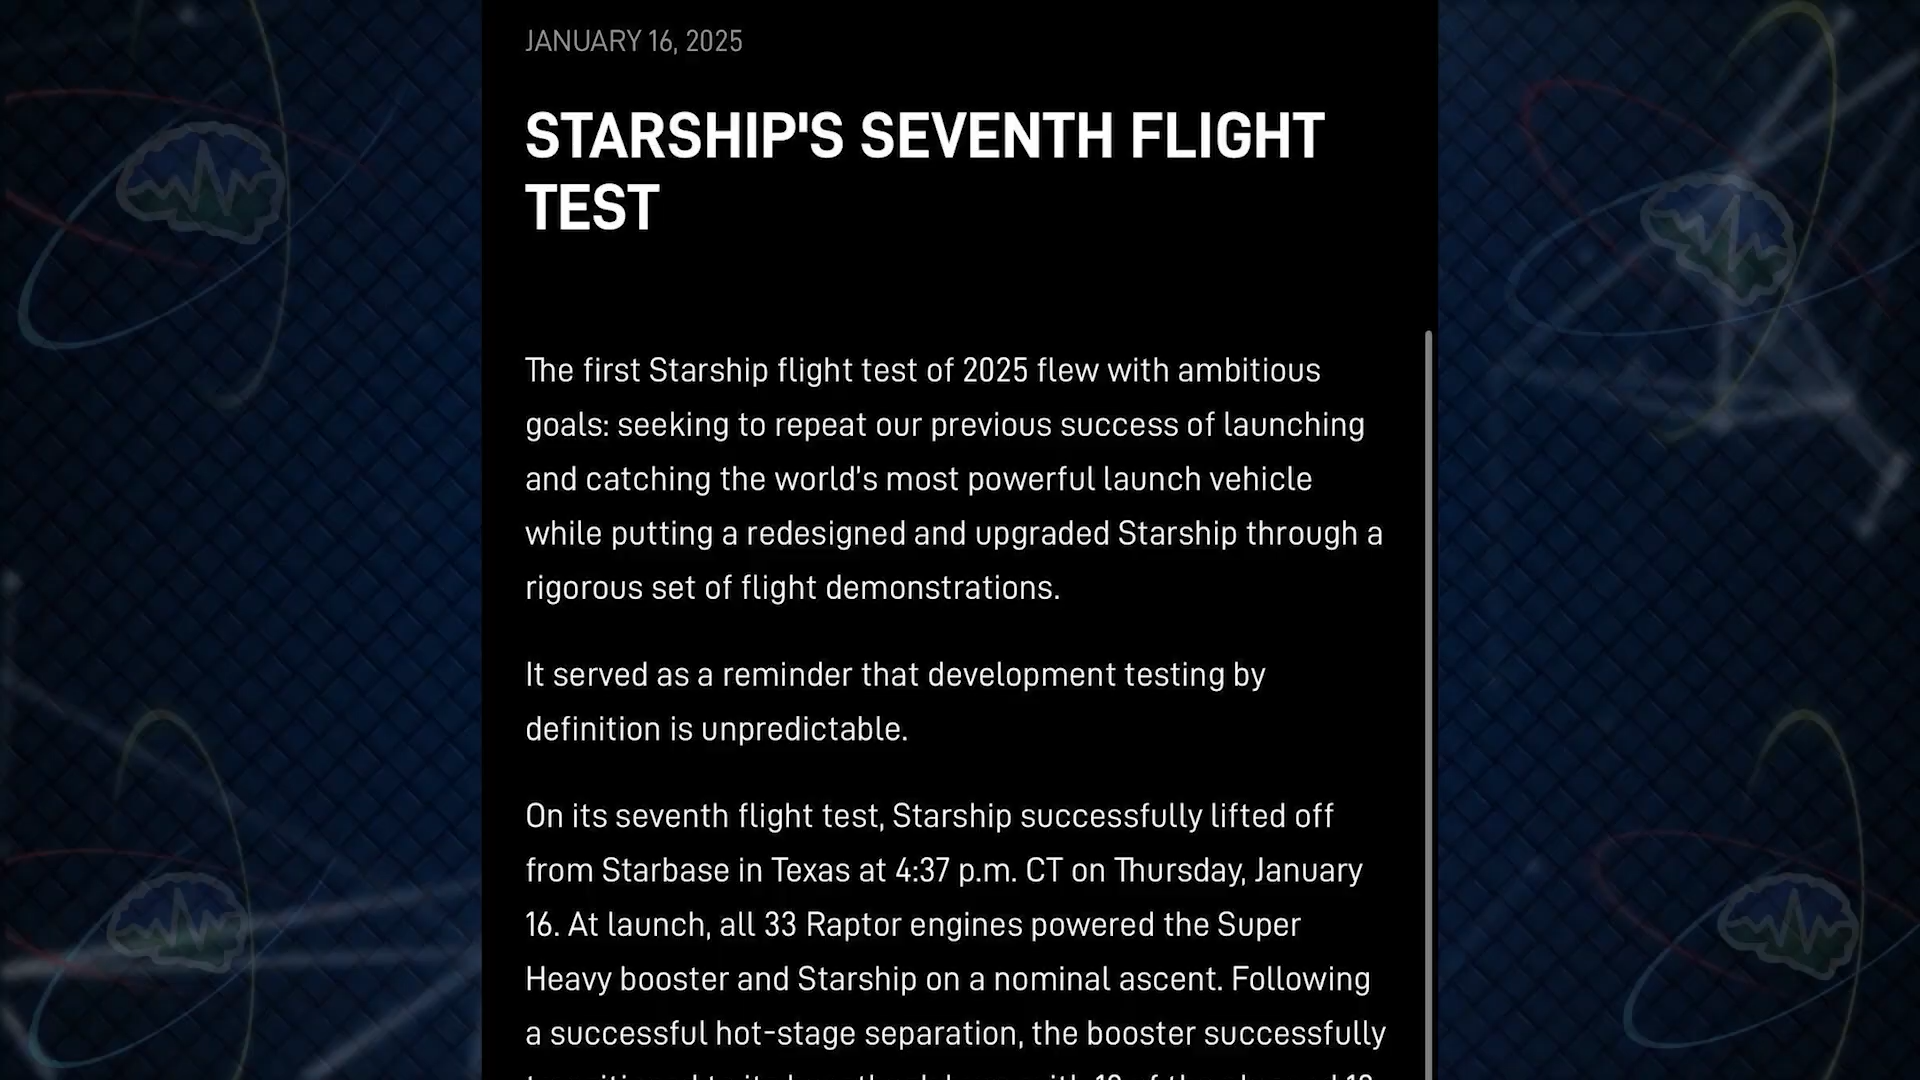 JANUARY 16, 2025
STARSHIP'S SEVENTH FLIGHT
TEST
The first Starship flight test of 2025 flew with ambitious
goals: seeking to repeat our previous success of launching
and catching the world's most powerful launch vehicle
while putting a redesigned and upgraded Starship through a
rigorous set of flight demonstrations.
It served as a reminder that development testing by
definition is unpredictable.
On its seventh flight test, Starship successfully lifted off
from Starbase in Texas at 4:37 p.m. CT on Thursday, January
16. At launch, all 33 Raptor engines powered the Super
Heavy booster and Starship on a nominal ascent. Following
a successful hot-stage separation, the booster successfully